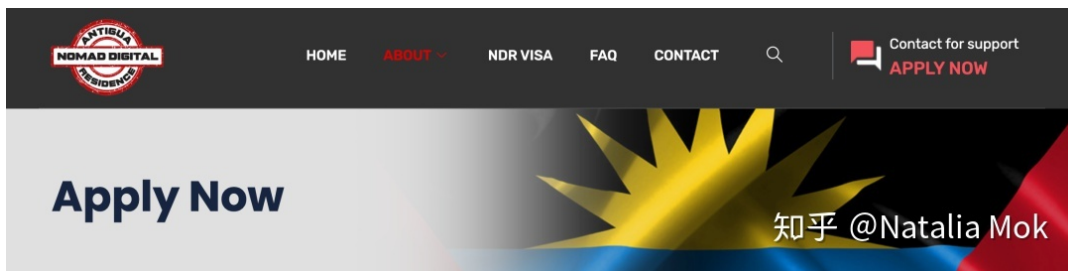 ANTIGUA
NOMAD DIGITAL
RESIDENCE
HOME
ABOUT
NDR VISA
FAQ
CONTACT
Contact for support
APPLY NOW
Apply Now
知乎 @Natalia Mok